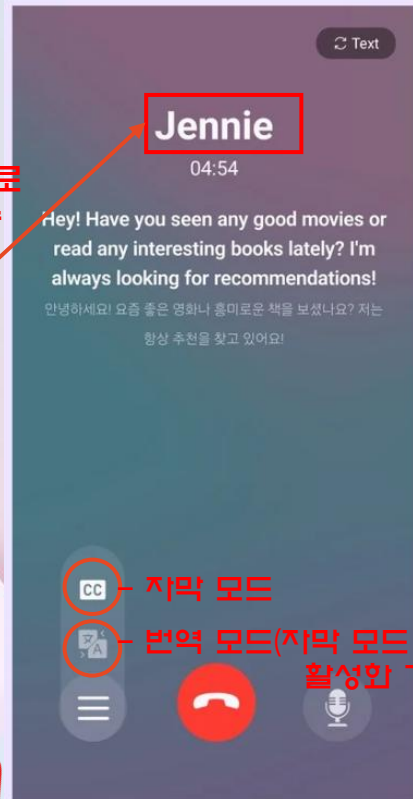 Text
Jennie
04:54
Hey! Have you seen any good movies or
read any interesting books lately? I'm
always looking for recommendations!
안녕하세요! 요즘 좋은 영화나 흥미로운 책을 보셨나요? 저는
항상 추천을 찾고 있어요!
CC
- 자막 모드
文A
- 번역 모드(자막 모드
활성화